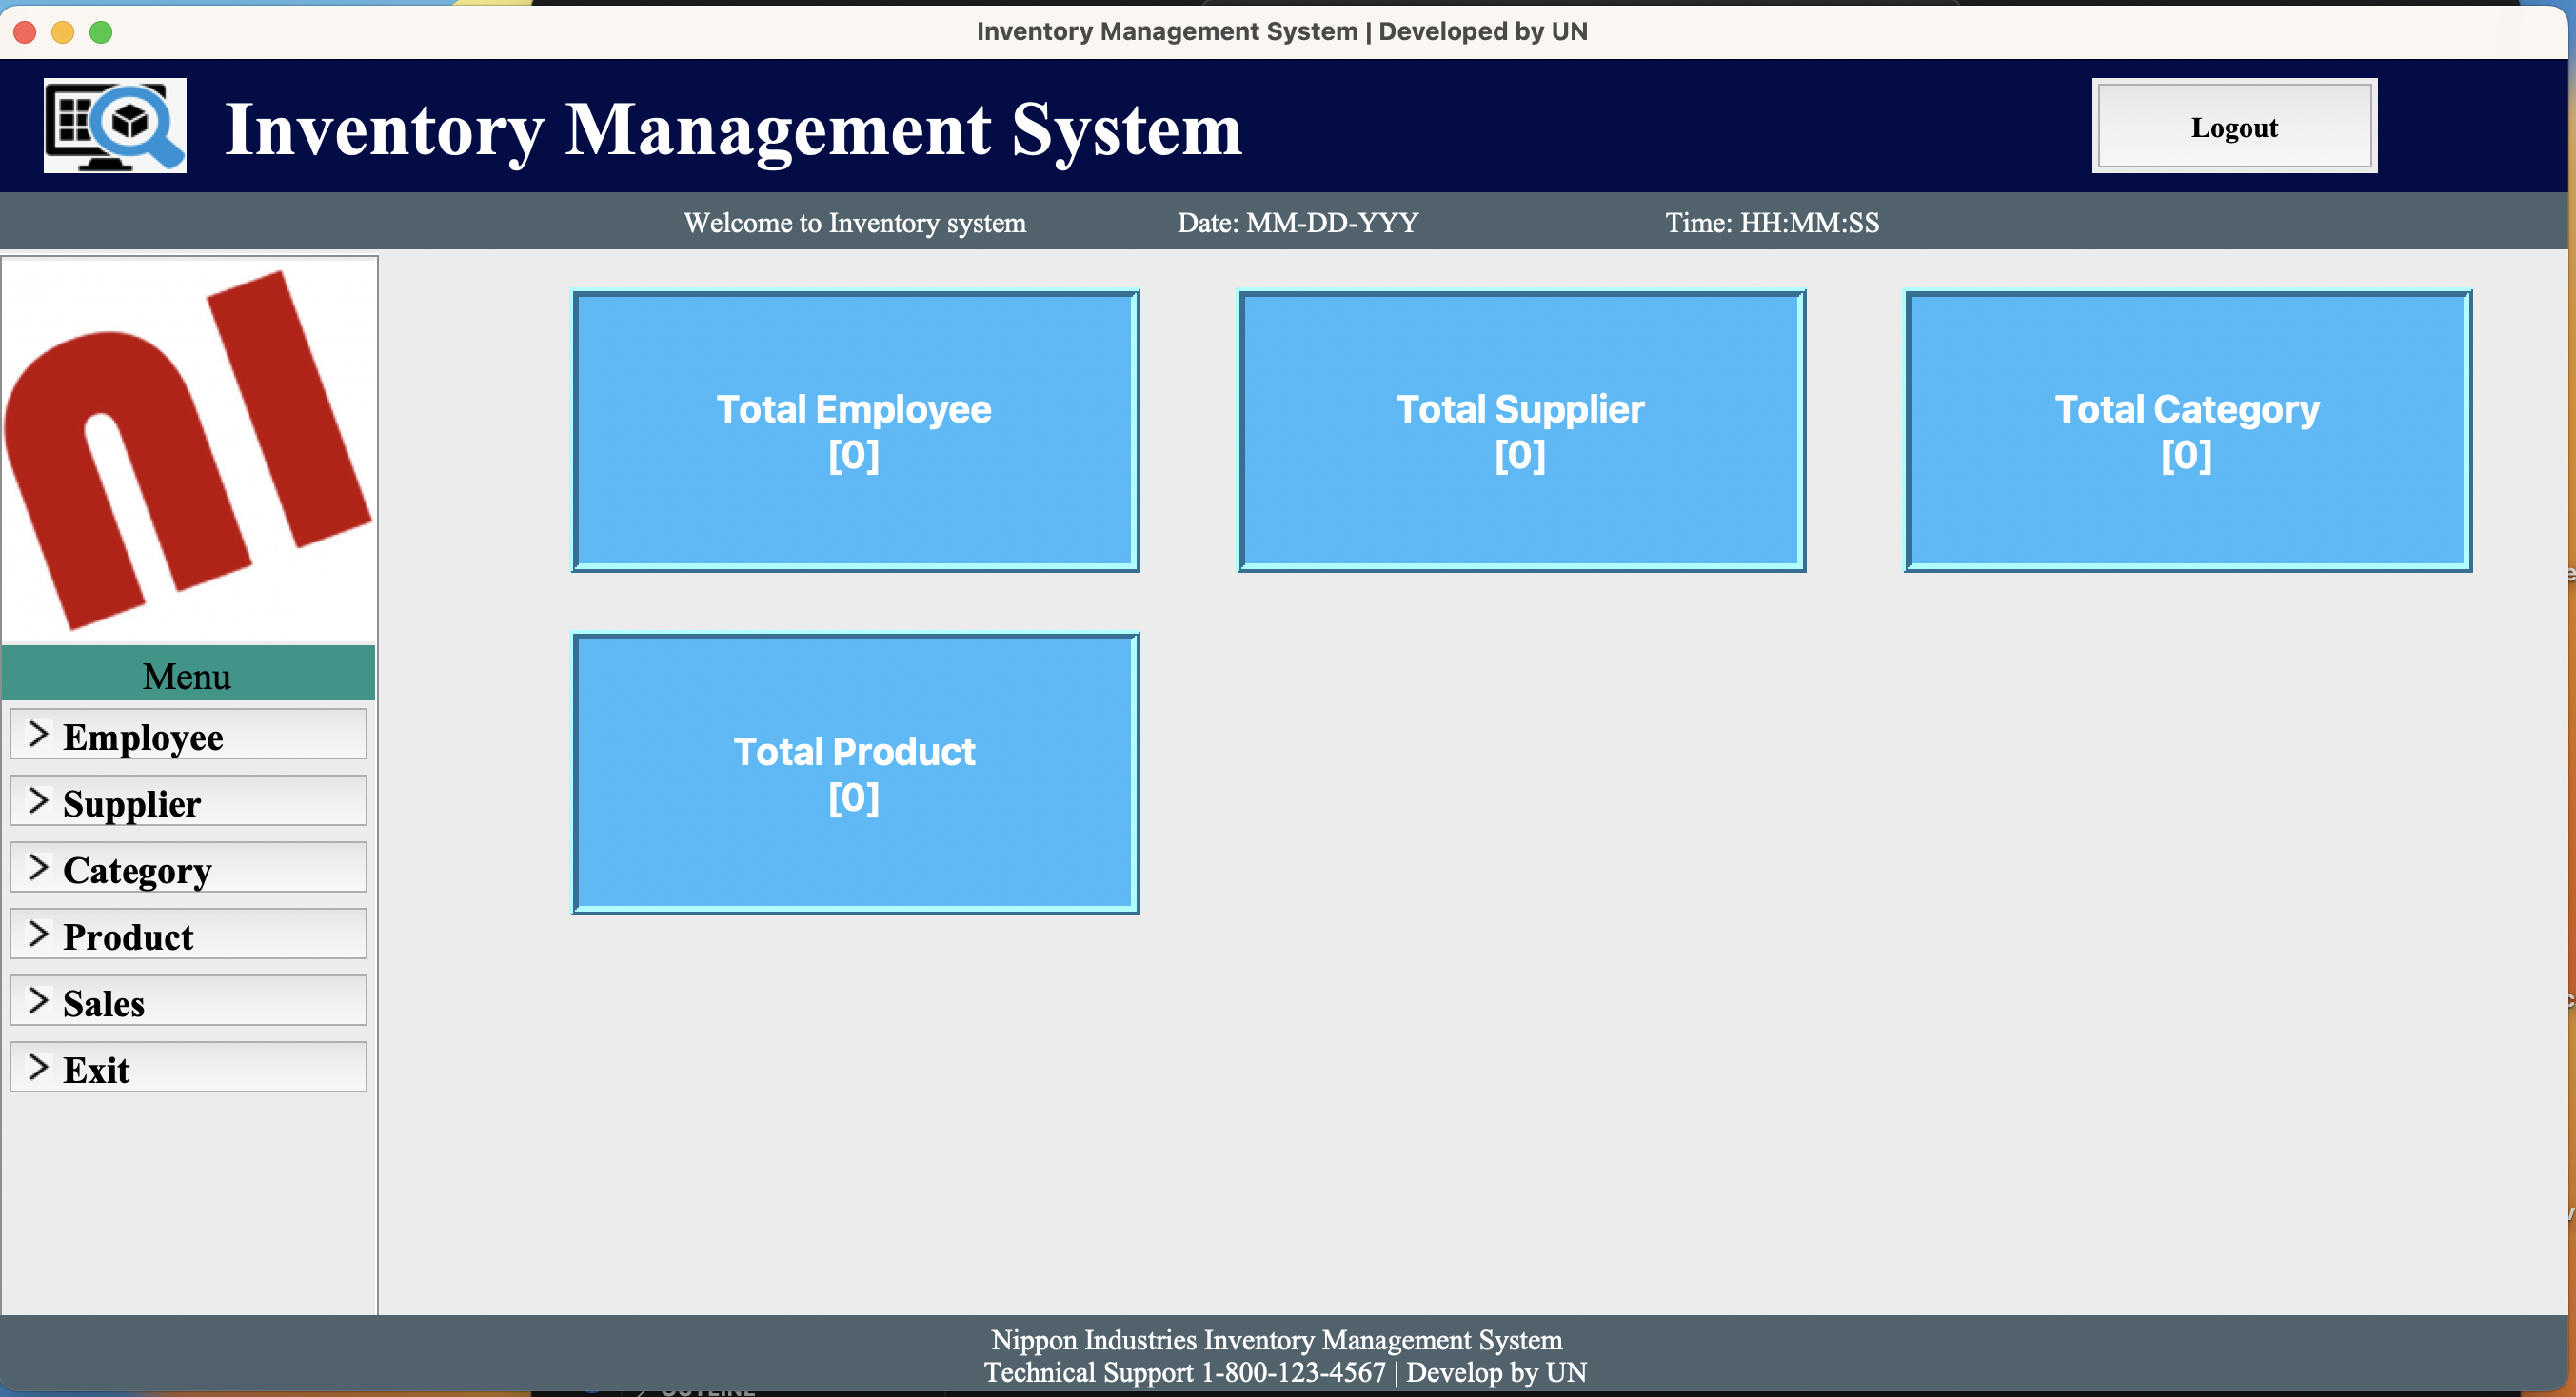 Inventory Management System | Developed by UN
Inventory Management System
Logout
Welcome to Inventory system Date: MM-DD-YYY Time: HH:MM:SS
nı
Total Employee
[0]
Total Supplier
[0]
Total Category
[0]
Total Product
[0]
Menu
> Employee
> Supplier
> Category
> Product
> Sales
> Exit
Nippon Industries Inventory Management System
Technical Support 1-800-123-4567 | Develop by UN